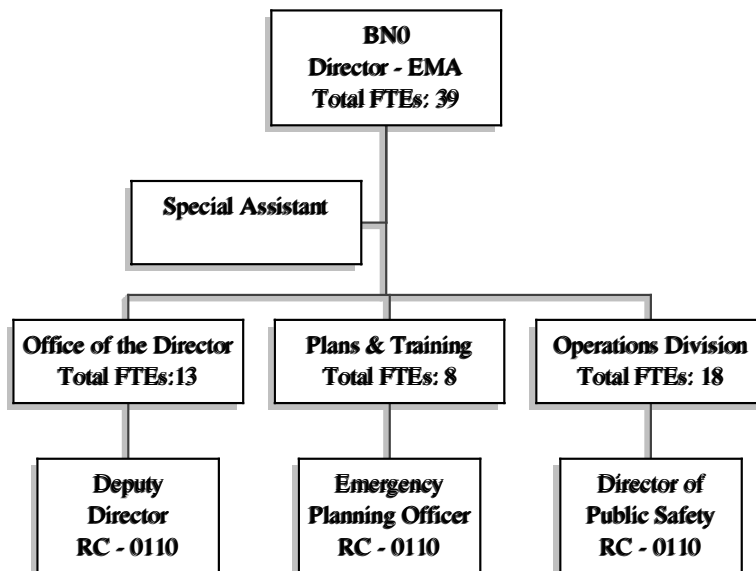 BN0
Director - EMA
Total FTEs: 39
Special Assistant
Office of the Director
Total FTEs:13
Plans & Training
Total FTEs: 8
Operations Division
Total FTEs: 18
Deputy
Director
RC - 0110
Emergency
Planning Officer
RC - 0110
Director of
Public Safety
RC - 0110